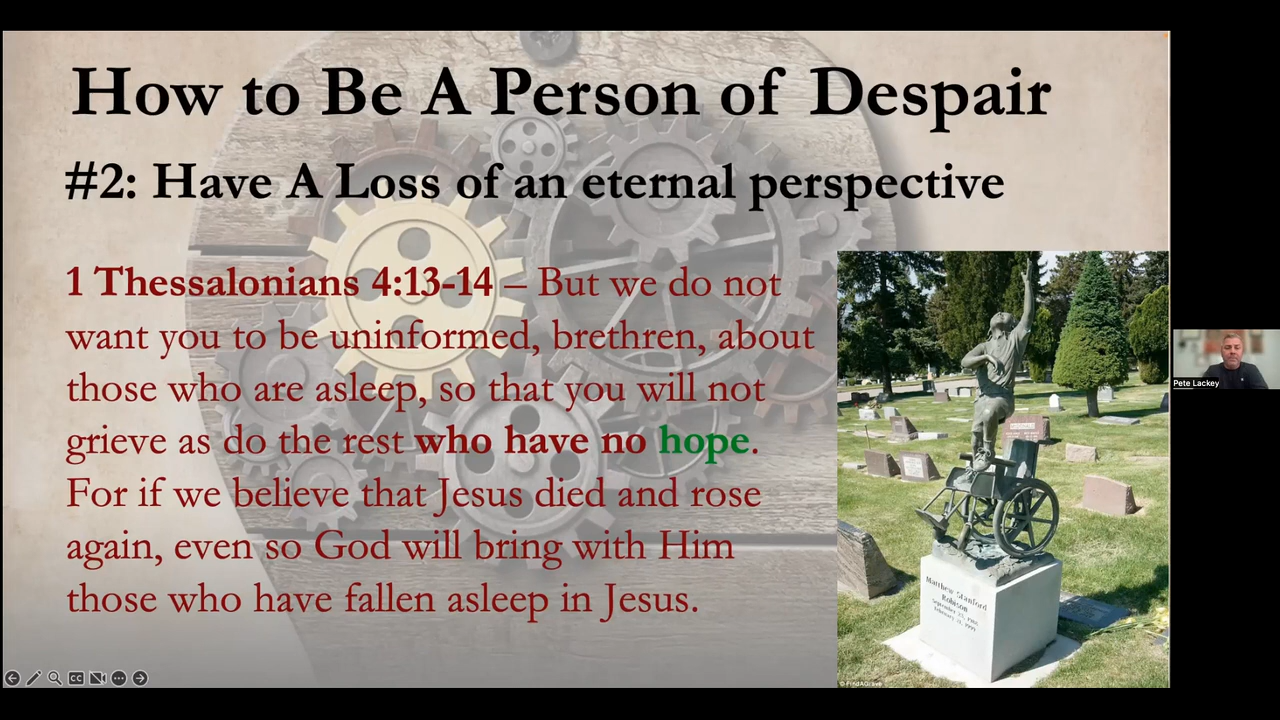 How to Be A Person of Despair
#2: Have A Loss of an eternal perspective
1 Thessalonians 4:13-14 – But we do not
want you to be uninformed, brethren, about
those who are asleep, so that you will not
grieve as do the rest who have no hope.
For if we believe that Jesus died and rose
again, even so God will bring with Him
those who have fallen asleep in Jesus.
Matthew Stanford
Robison
© FindAGrave
Pete Lackey
CC